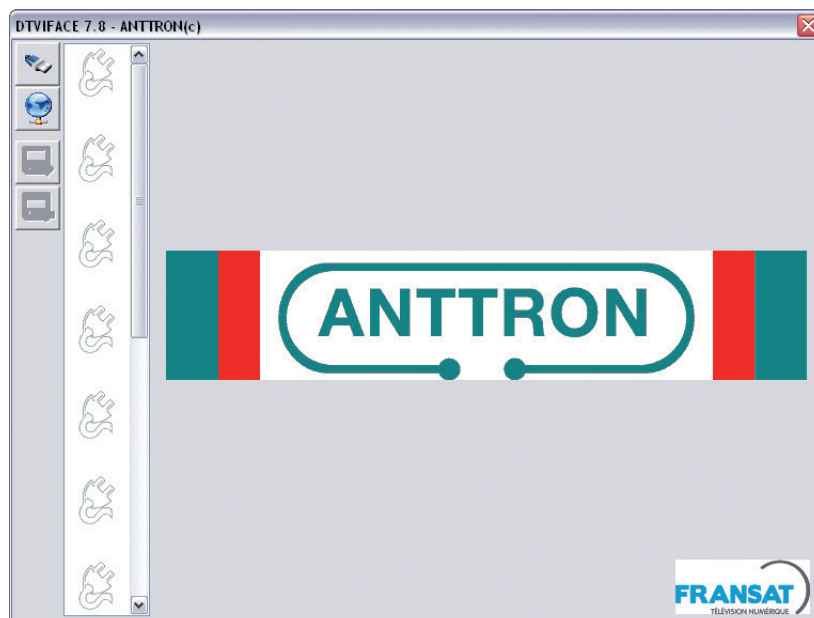 DTVIFACE 7.8 - ANTTRON(c)
ANTTRON
FRANSAT
TÉLÉVISION NUMÉRIQUE